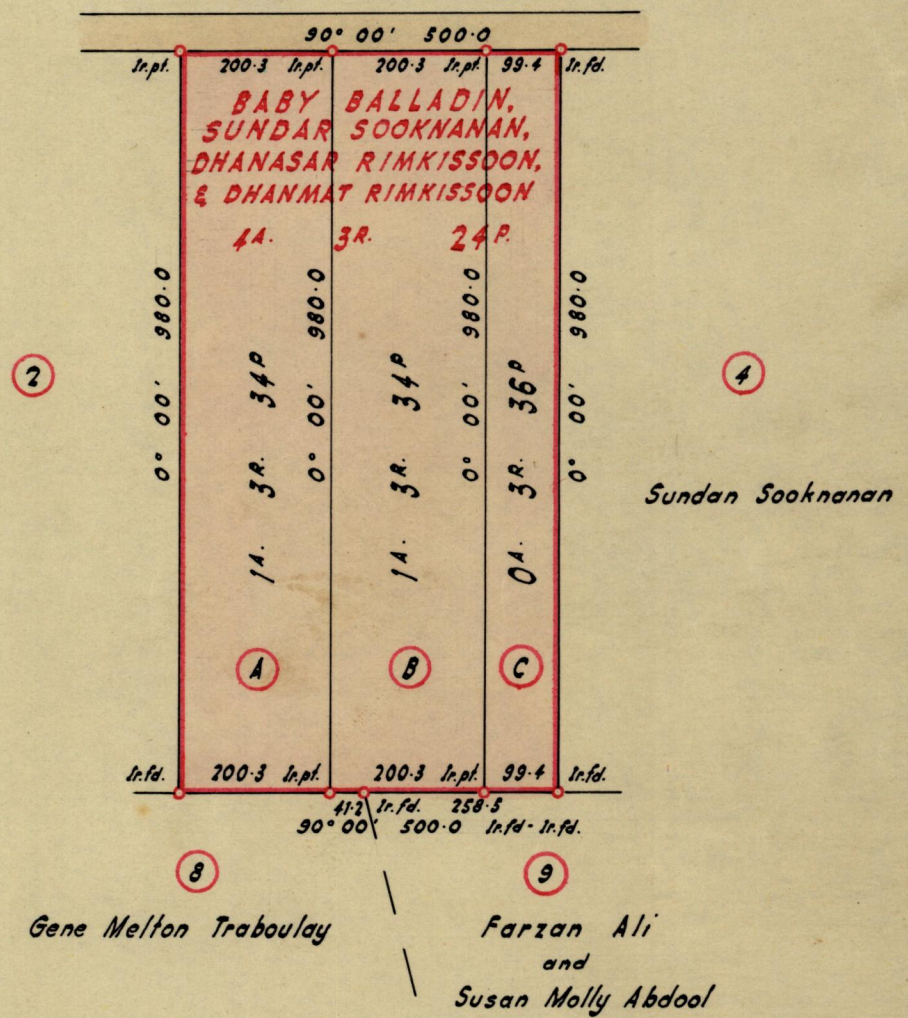 90° 00' 500·0
Ir.pt. 200·3 Ir.pt. 200·3 Ir.pt. 99·4 Ir.fd.
BABY BALLADIN,
SUNDAR SOOKNANAN,
DHANASAR RIMKISSOON,
& DHANMAT RIMKISSOON
4A. 3R. 24P.
0° 00' 980·0
1A. 3R. 34P
0° 00' 980·0
1A. 3R. 34P
0° 00' 980·0
0A. 3R. 36P
0° 00' 980·0
2
4
Sundan Sooknanan
A
B
C
Ir.fd. 200·3 Ir.pt. 200·3 Ir.pt. 99·4 Ir.fd.
41·2 Ir.fd. 258·5
90° 00' 500·0 Ir.fd - Ir.fd.
8
9
Gene Melton Traboulay
Farzan Ali
and
Susan Molly Abdool